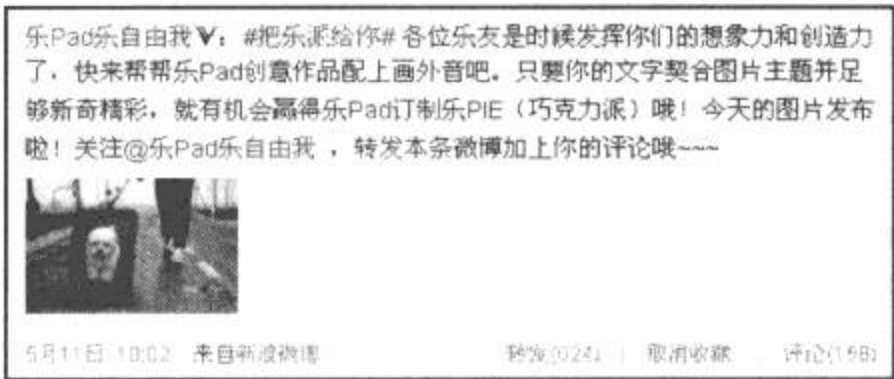 乐Pad乐自由我V：#把乐派给你# 各位乐友是时候发挥你们的想象力和创造力
了，快来帮帮乐Pad创意作品配上画外音吧。只要你的文字契合图片主题并足
够新奇精彩，就有机会赢得乐Pad订制乐PIE（巧克力派）哦！今天的图片发布
啦！关注@乐Pad乐自由我 ，转发本条微博加上你的评论哦~~~
5月11日 10:02 来自新浪微博 转发 | 取消收藏 评论(198)